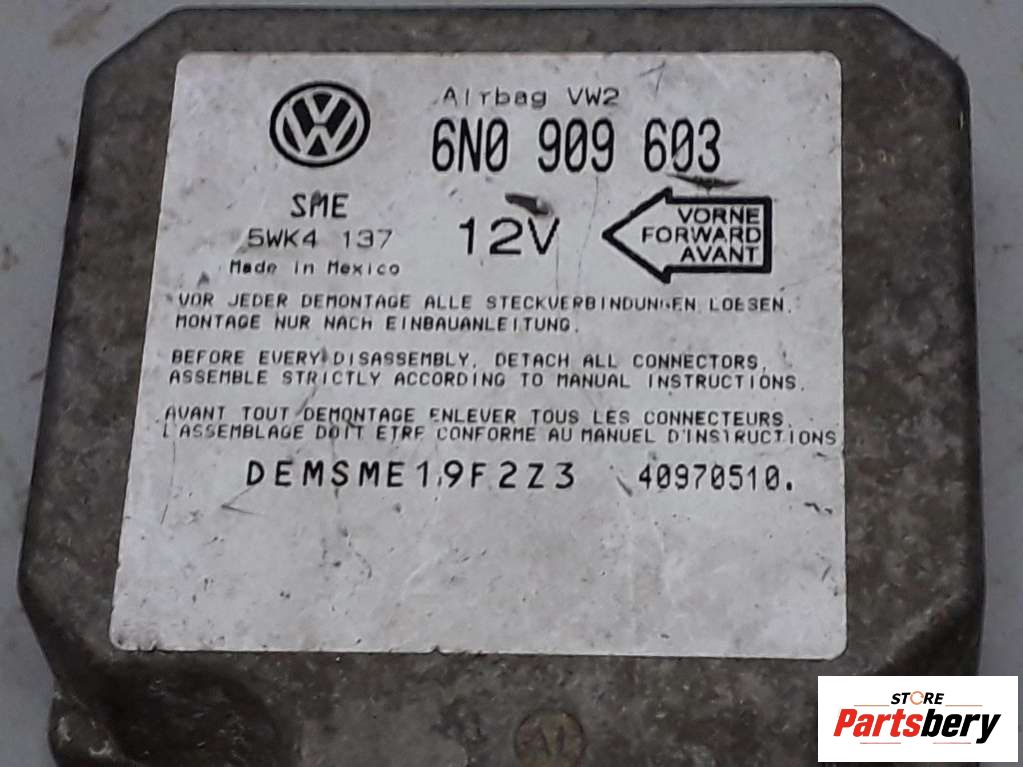 Airbag VW2
6N0 909 603
SME
5WK4 137
Made in Mexico
12V
VORNE
FORWARD
AVANT
VOR JEDER DEMONTAGE ALLE STECKVERBINDUNGEN LOESEN.
MONTAGE NUR NACH EINBAUANLEITUNG.
BEFORE EVERY DISASSEMBLY, DETACH ALL CONNECTORS.
ASSEMBLE STRICTLY ACCORDING TO MANUAL INSTRUCTIONS.
AVANT TOUT DEMONTAGE ENLEVER TOUS LES CONNECTEURS.
L'ASSEMBLAGE DOIT ETRE CONFORME AU MANUEL D'INSTRUCTIONS
DEMSME1.9F2Z3 40970510.
STORE
Partsbery